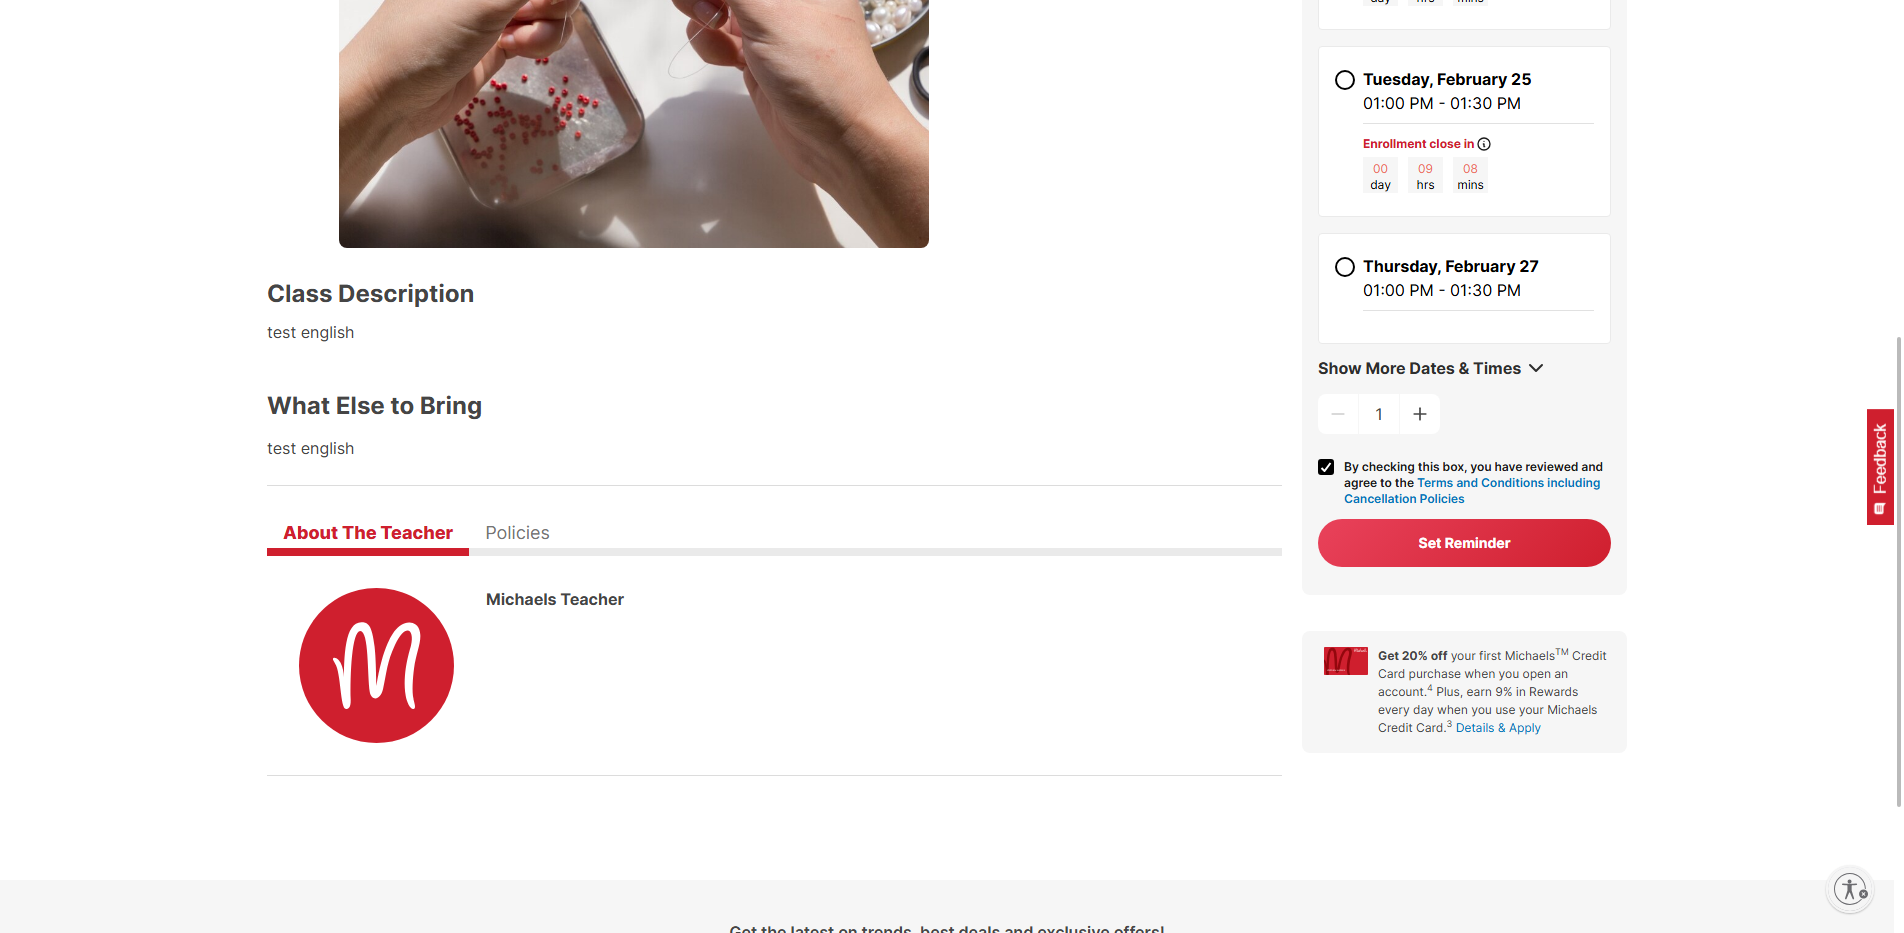 day hrs mins
Tuesday, February 25
01:00 PM - 01:30 PM
Enrollment close in
00 09 08
day hrs mins
Thursday, February 27
01:00 PM - 01:30 PM
Show More Dates & Times
1
By checking this box, you have reviewed and
agree to the Terms and Conditions including
Cancellation Policies
Set Reminder
Get 20% off your first Michaels™ Credit
Card purchase when you open an
account.4 Plus, earn 9% in Rewards
every day when you use your Michaels
Credit Card.3 Details & Apply
Class Description
test english
What Else to Bring
test english
About The Teacher Policies
Michaels Teacher
Feedback
Get the latest on trends, best deals and exclusive offers!